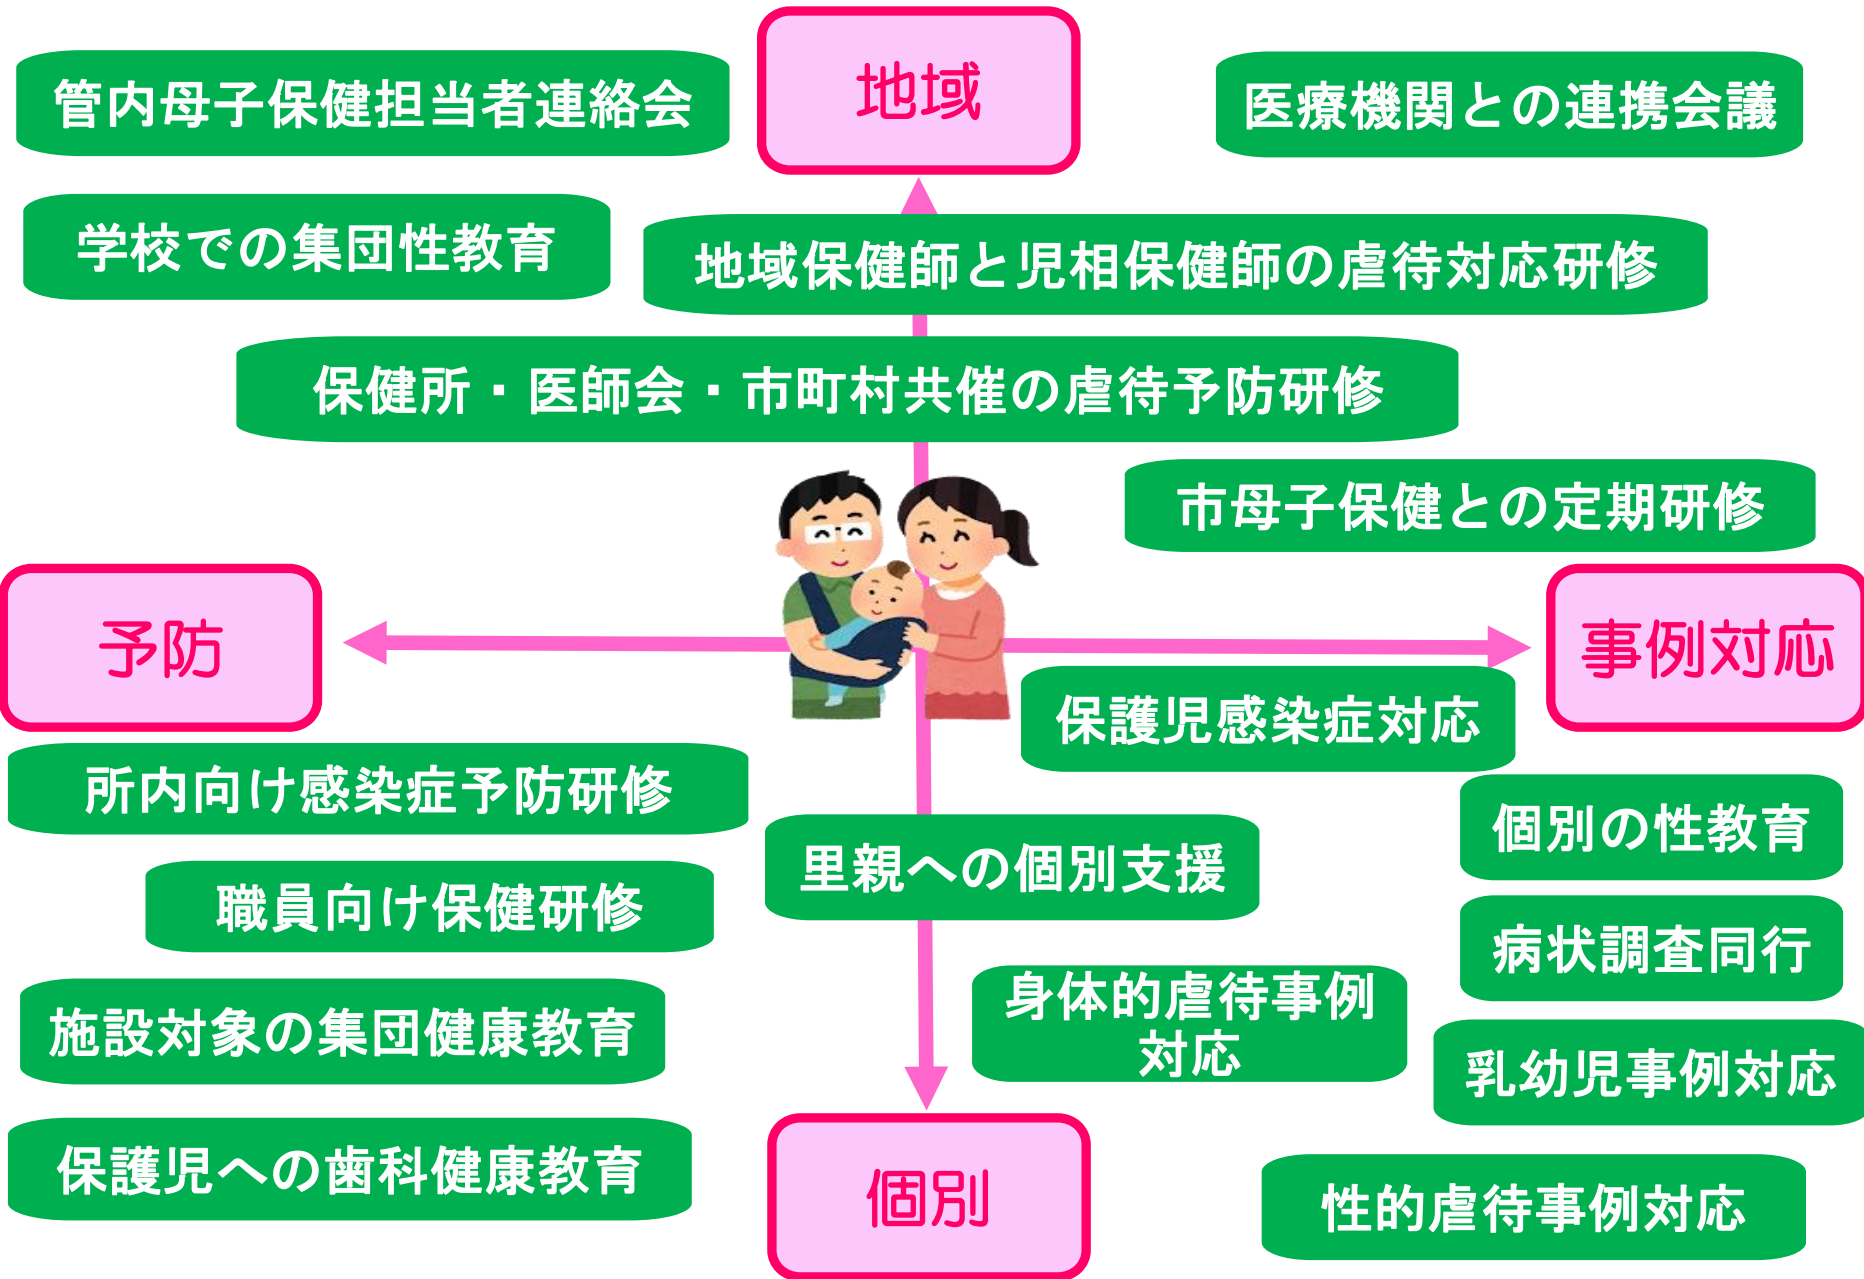 地域
管内母子保健担当者連絡会
医療機関との連携会議
学校での集団性教育
地域保健師と児相保健師の虐待対応研修
保健所・医師会・市町村共催の虐待予防研修
市母子保健との定期研修
予防
事例対応
保護児感染症対応
所内向け感染症予防研修
個別の性教育
里親への個別支援
職員向け保健研修
病状調査同行
身体的虐待事例
対応
施設対象の集団健康教育
乳幼児事例対応
保護児への歯科健康教育
個別
性的虐待事例対応